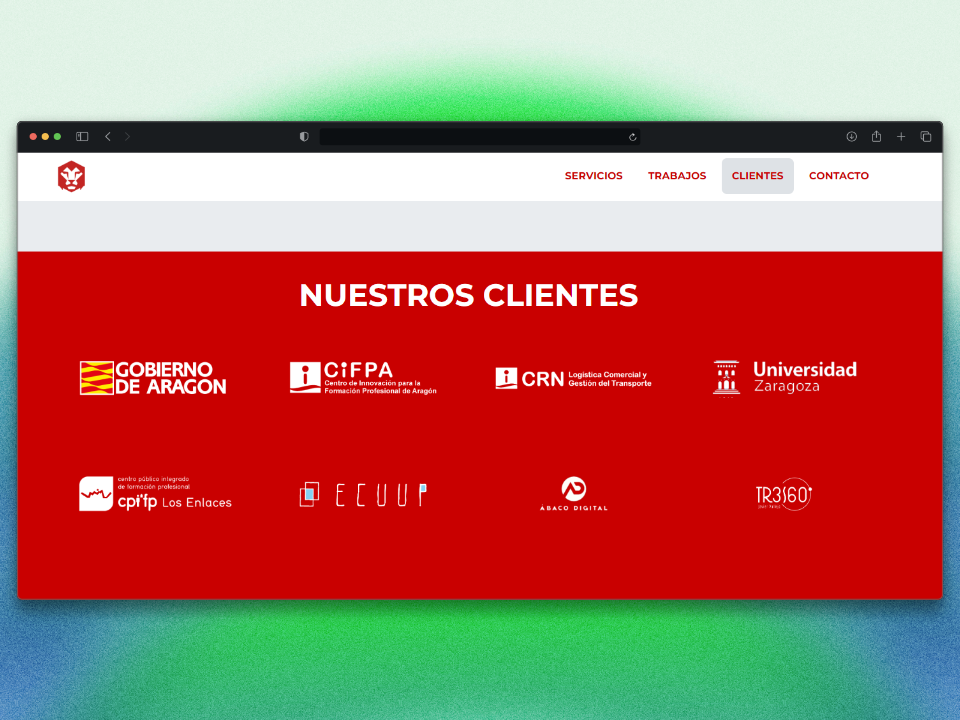 SERVICIOS TRABAJOS CLIENTES CONTACTO
NUESTROS CLIENTES
GOBIERNO
DE ARAGON
CiFPA
Centro de Innovación para la
Formación Profesional de Aragón
CRN Logística Comercial y
Gestión del Transporte
Universidad
Zaragoza
centro público integrado
de formación profesional
cpifp Los Enlaces
ECUUP
ÁBACO DIGITAL
TR3S60º